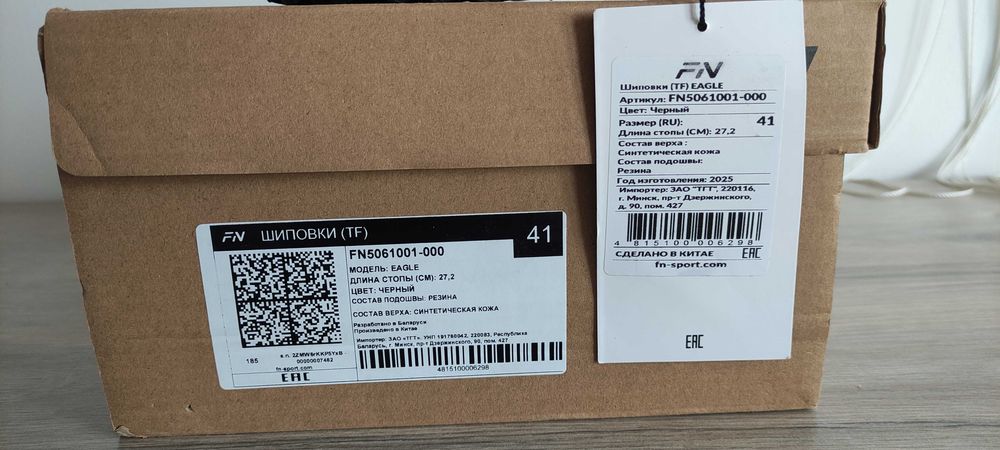 FN
Шиповки (TF) EAGLE
Артикул: FN5061001-000
Цвет: Черный
Размер (RU): 41
Длина стопы (СМ): 27,2
Состав верха :
Синтетическая кожа
Состав подошвы:
Резина
Год изготовления: 2025
Импортер: ЗАО "ТГТ", 220116,
г. Минск, пр-т Дзержинского,
д. 90, пом. 427
4 815100 006298
СДЕЛАНО В КИТАЕ EAC
fn-sport.com
EAC
FN ШИПОВКИ (TF) 41
FN5061001-000
МОДЕЛЬ: EAGLE
ДЛИНА СТОПЫ (СМ): 27,2
ЦВЕТ: ЧЕРНЫЙ
СОСТАВ ПОДОШВЫ: РЕЗИНА
СОСТАВ ВЕРХА: СИНТЕТИЧЕСКАЯ КОЖА
Разработано в Беларуси
Произведено в Китае
Импортер: ЗАО «ТГТ», УНП 191760042, 220083, Республика
Беларусь, г. Минск, пр-т Дзержинского, 90, пом. 427
4815100006298
185
s.n.
00000007482
fn-sport.com
EAC